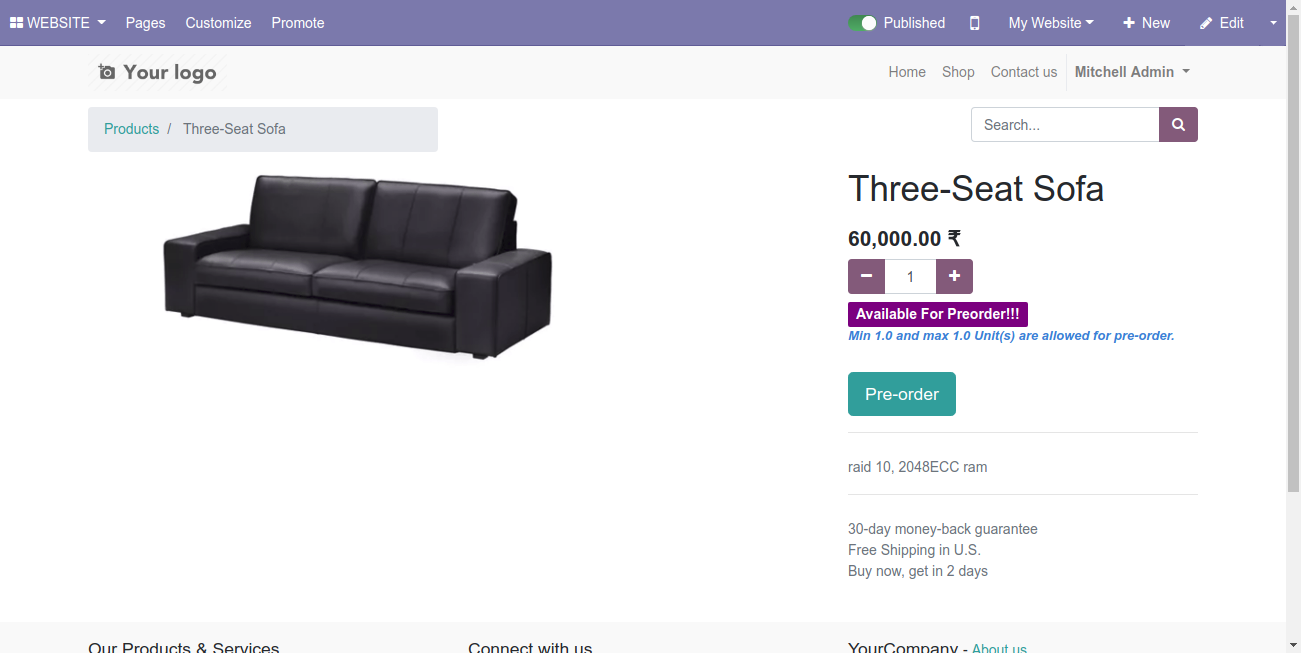 WEBSITE Pages Customize Promote Published My Website New Edit
Your logo Home Shop Contact us Mitchell Admin
Products / Three-Seat Sofa Search...
Three-Seat Sofa
60,000.00 ₹
1
Available For Preorder!!!
Min 1.0 and max 1.0 Unit(s) are allowed for pre-order.
Pre-order
raid 10, 2048ECC ram
30-day money-back guarantee
Free Shipping in U.S.
Buy now, get in 2 days
Our Products & Services Connect with us YourCompany - About us